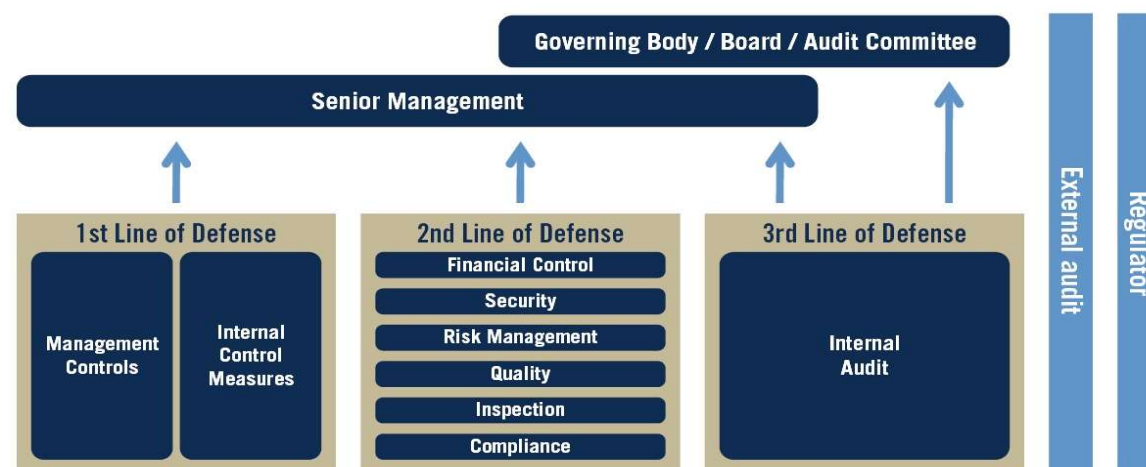 Governing Body / Board / Audit Committee
Senior Management
1st Line of Defense
Management
Controls
Internal
Control
Measures
2nd Line of Defense
Financial Control
Security
Risk Management
Quality
Inspection
Compliance
3rd Line of Defense
Internal
Audit
External audit
Regulator